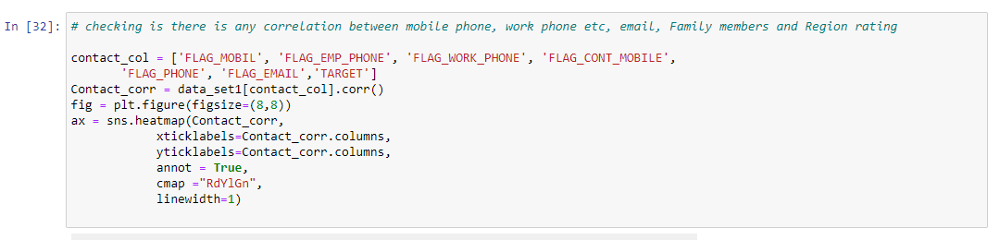 In [32]: # checking is there is any correlation between mobile phone, work phone etc, email, Family members and Region rating
contact_col = ['FLAG_MOBIL', 'FLAG_EMP_PHONE', 'FLAG_WORK_PHONE', 'FLAG_CONT_MOBILE',
'FLAG_PHONE', 'FLAG_EMAIL','TARGET']
Contact_corr = data_set1[contact_col].corr()
fig = plt.figure(figsize=(8,8))
ax = sns.heatmap(Contact_corr,
xticklabels=Contact_corr.columns,
yticklabels=Contact_corr.columns,
annot = True,
cmap ="RdYlGn",
linewidth=1)